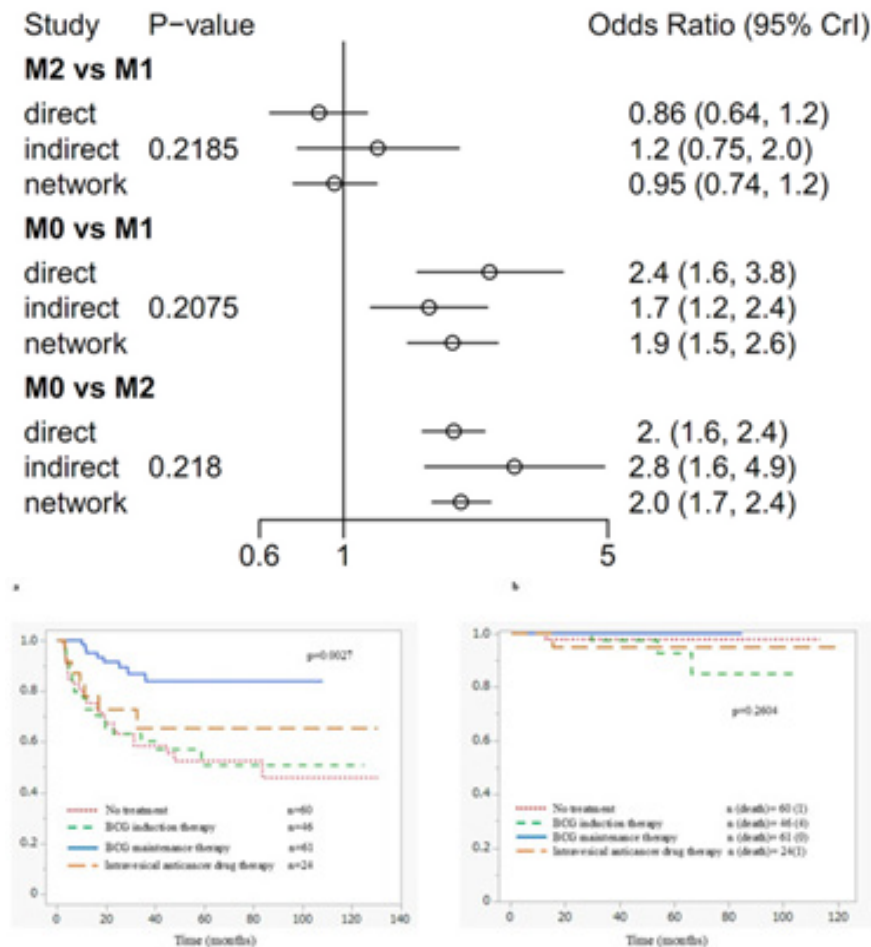 Study P−value Odds Ratio (95% CrI)
M2 vs M1
direct 0.86 (0.64, 1.2)
indirect 0.2185 1.2 (0.75, 2.0)
network 0.95 (0.74, 1.2)
M0 vs M1
direct 2.4 (1.6, 3.8)
indirect 0.2075 1.7 (1.2, 2.4)
network 1.9 (1.5, 2.6)
M0 vs M2
direct 2. (1.6, 2.4)
indirect 0.218 2.8 (1.6, 4.9)
network 2.0 (1.7, 2.4)
0.6 1 5
a
1.0
p=0.0027
0.8
0.6
0.4
No treatment n=60
BCG induction therapy n=46
BCG maintenance therapy n=61
Intravesical anticancer drug therapy n=24
0.2
0
0 20 40 60 80 100 120 140
Time (months)
b
1.0
0.8
p=0.2604
0.6
0.4
No treatment n (death)= 60 (1)
BCG induction therapy n (death)= 46 (4)
BCG maintenance therapy n (death)= 61 (0)
Intravesical anticancer drug therapy n (death)= 24(1)
0.2
0
0 20 40 60 80 100 120
Time (months)